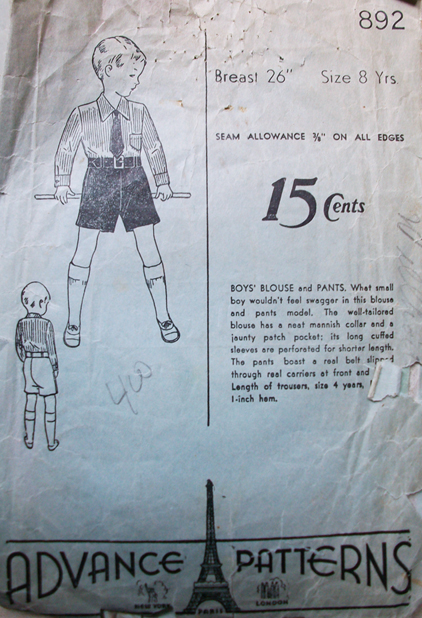 892
Breast 26" Size 8 Yrs.
SEAM ALLOWANCE ⅜" ON ALL EDGES
15 Cents
BOYS' BLOUSE and PANTS. What small
boy wouldn't feel swagger in this blouse
and pants model. The well-tailored
blouse has a neat mannish collar and a
jaunty patch pocket; its long cuffed
sleeves are perforated for shorter length.
The pants boast a real belt slipped
through real carriers at front and
Length of trousers, size 4 years,
1-inch hem.
400
ADVANCE PATTERNS
NEW YORK PARIS LONDON